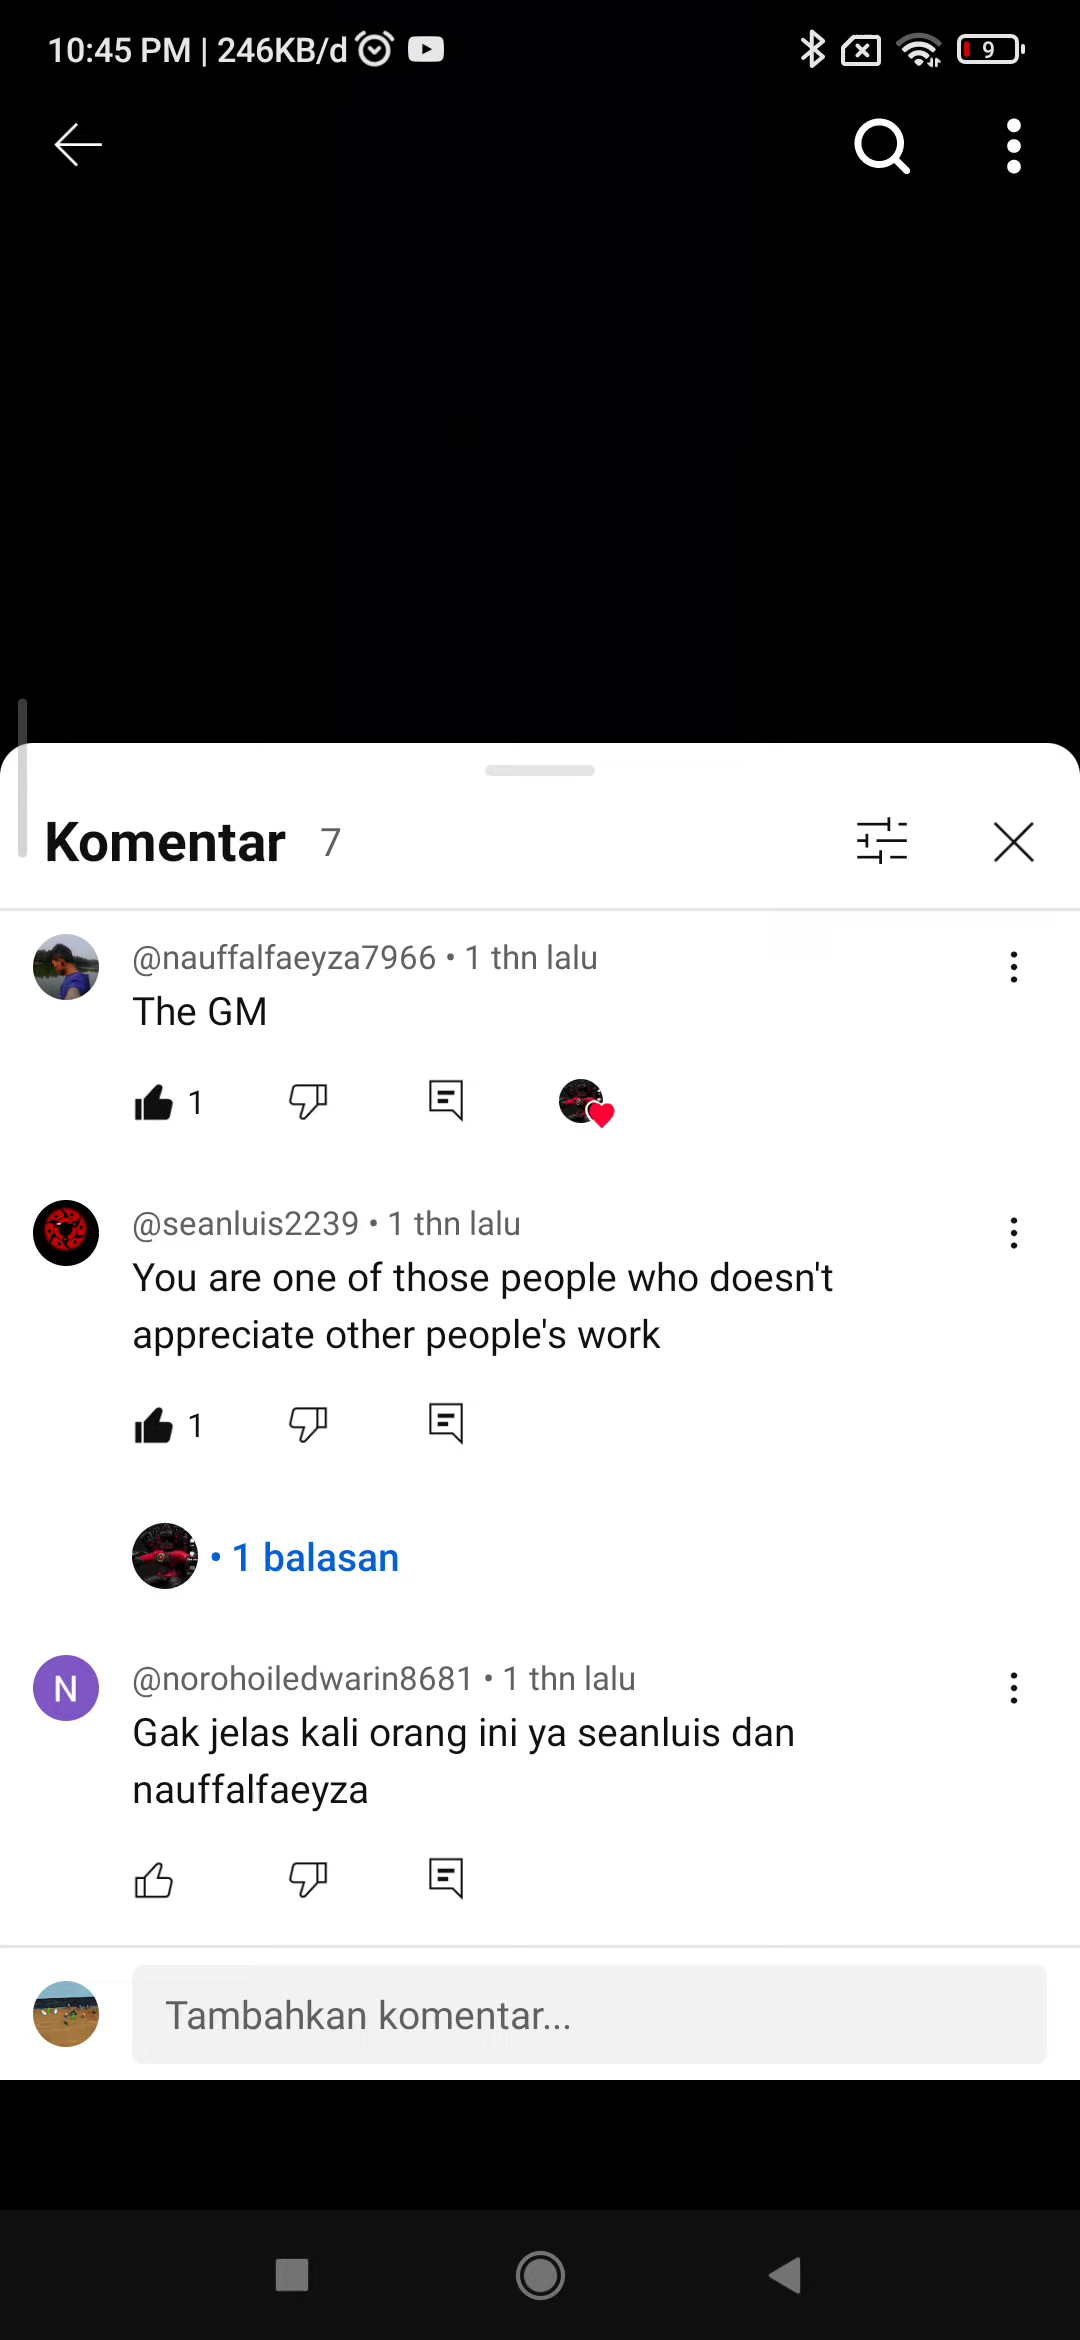 10:45 PM | 246KB/d
9
Komentar 7
@nauffalfaeyza7966 • 1 thn lalu
The GM
1
@seanluis2239 • 1 thn lalu
You are one of those people who doesn't
appreciate other people's work
1
• 1 balasan
N
@norohoiledwarin8681 • 1 thn lalu
Gak jelas kali orang ini ya seanluis dan
nauffalfaeyza
Tambahkan komentar...